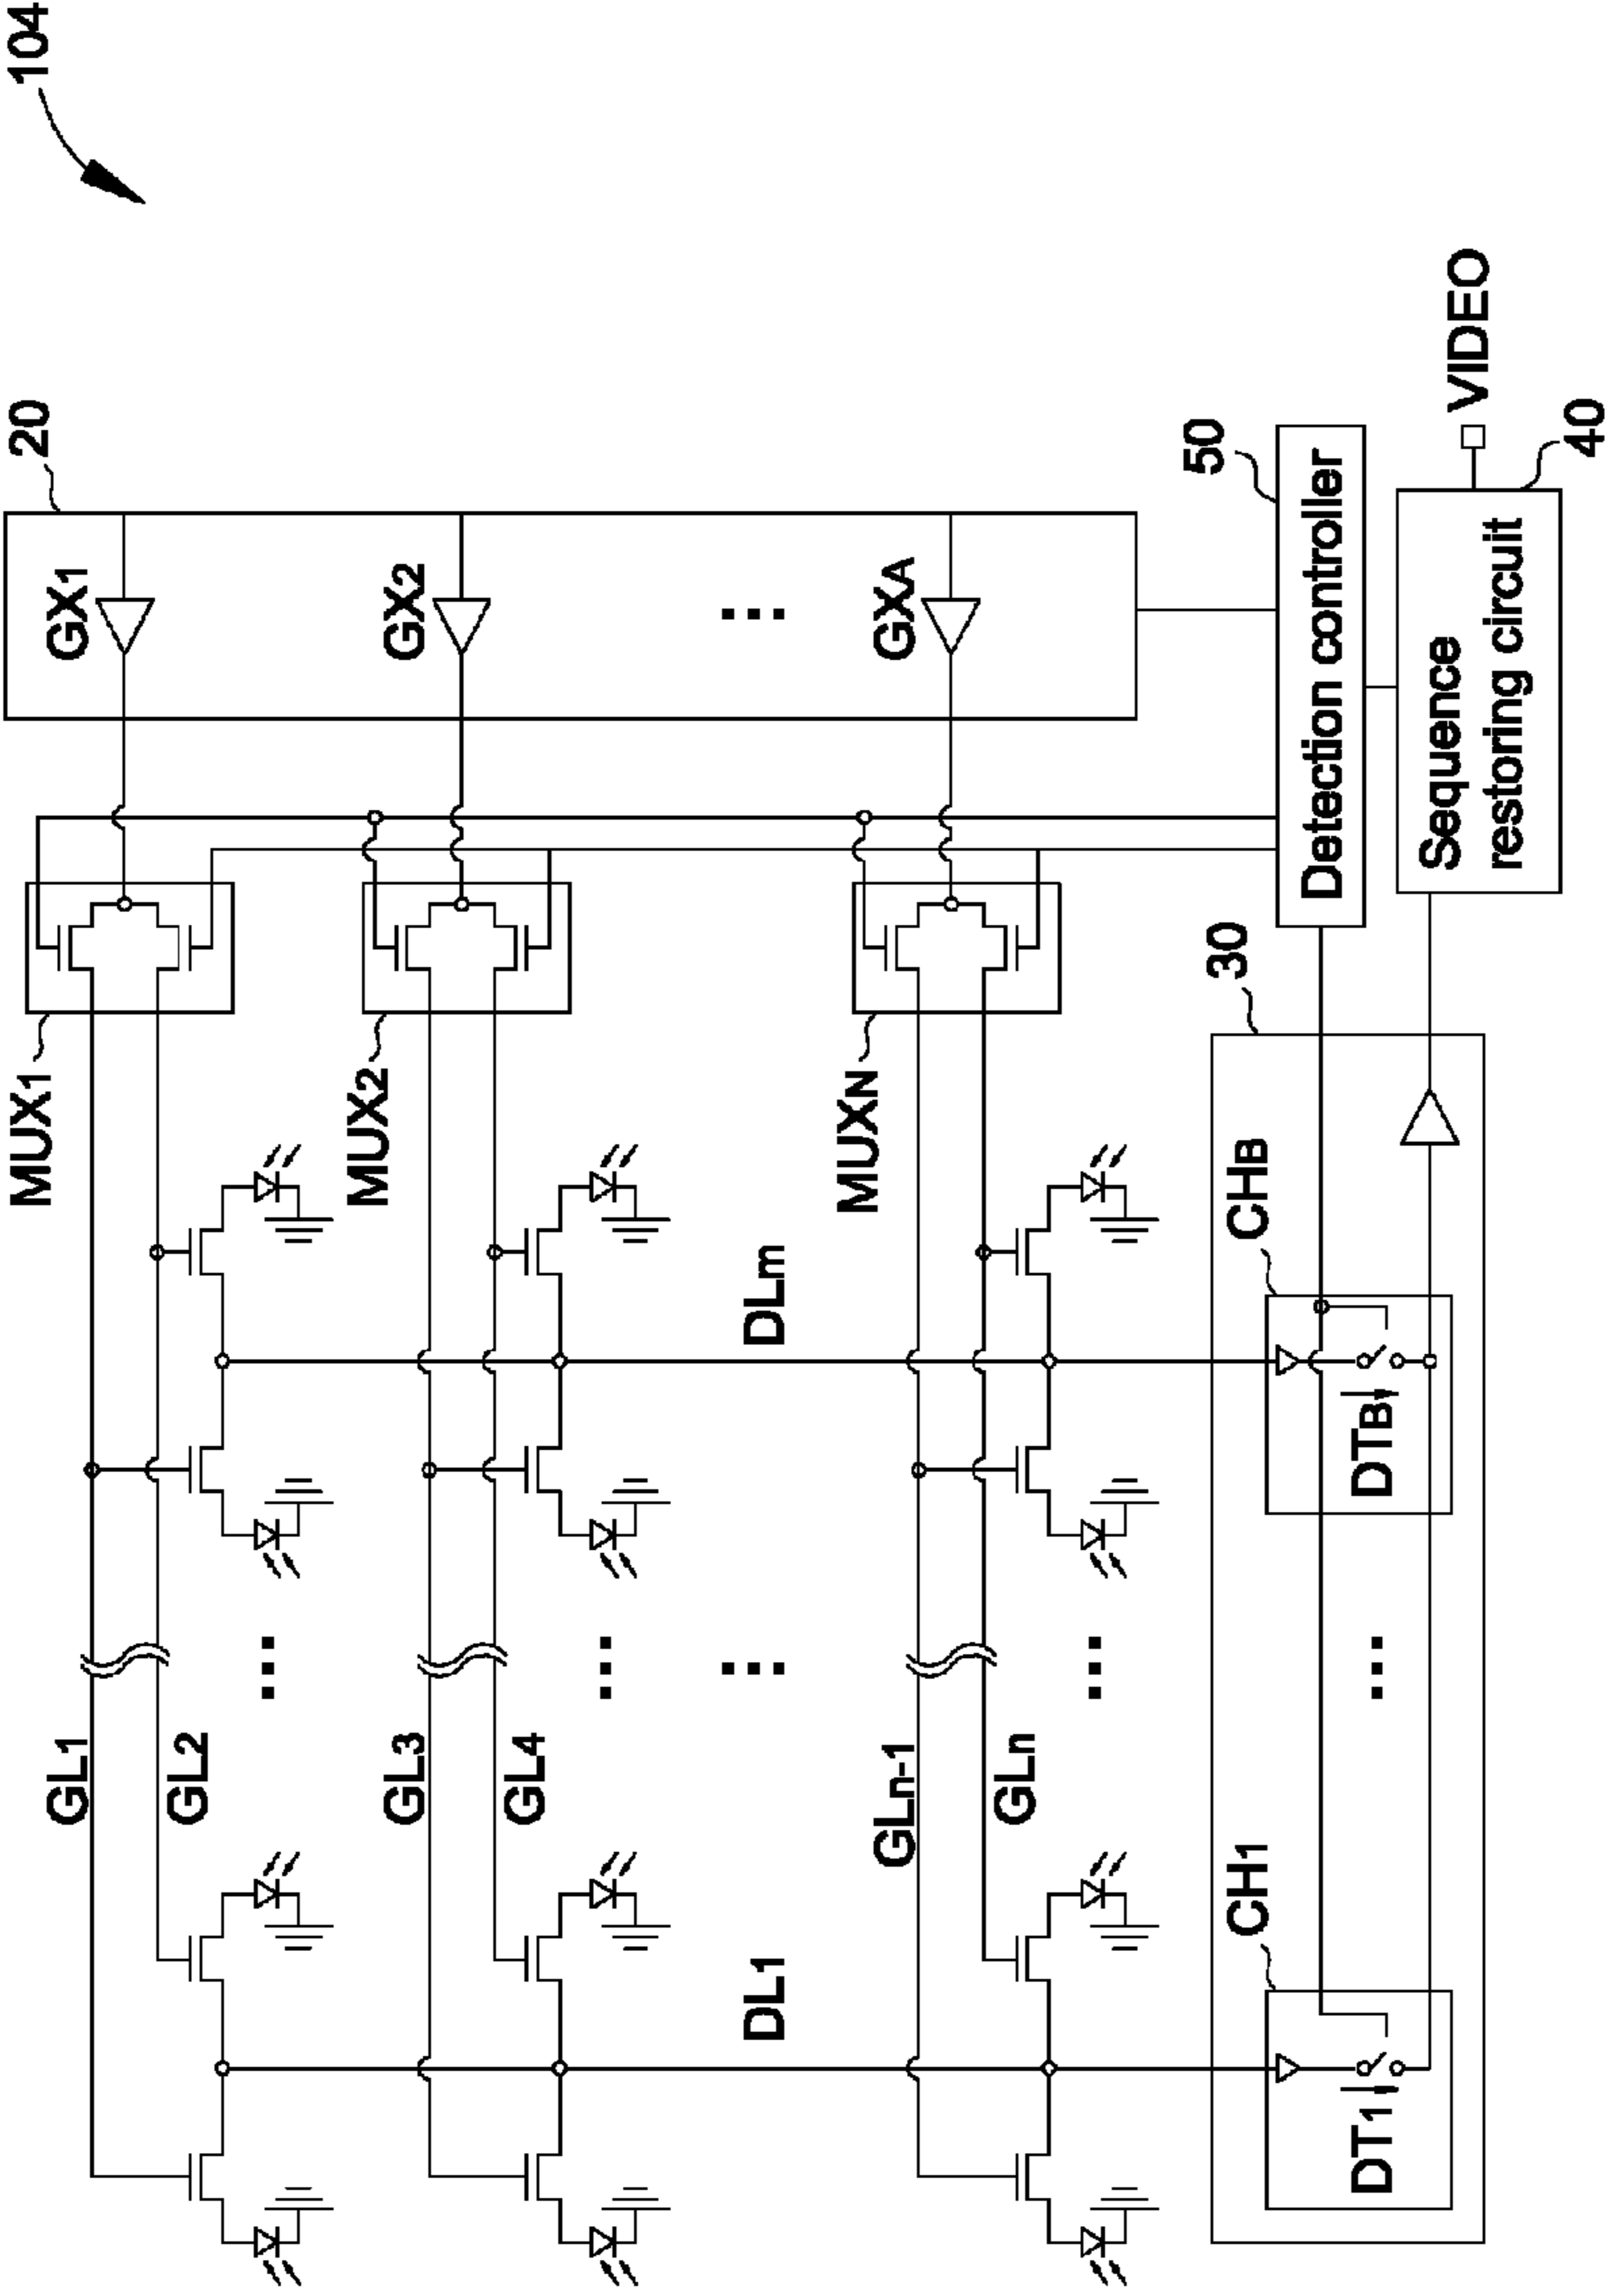 104
20
GX1
GX2
GXA
MUX1
MUX2
MUXN
GL1
GL2
GL3
GL4
GLn-1
GLn
DL1
DLm
50
Detection controller
VIDEO
40
Sequence
restoring circuit
30
CH1
CHB
DT1
DTB